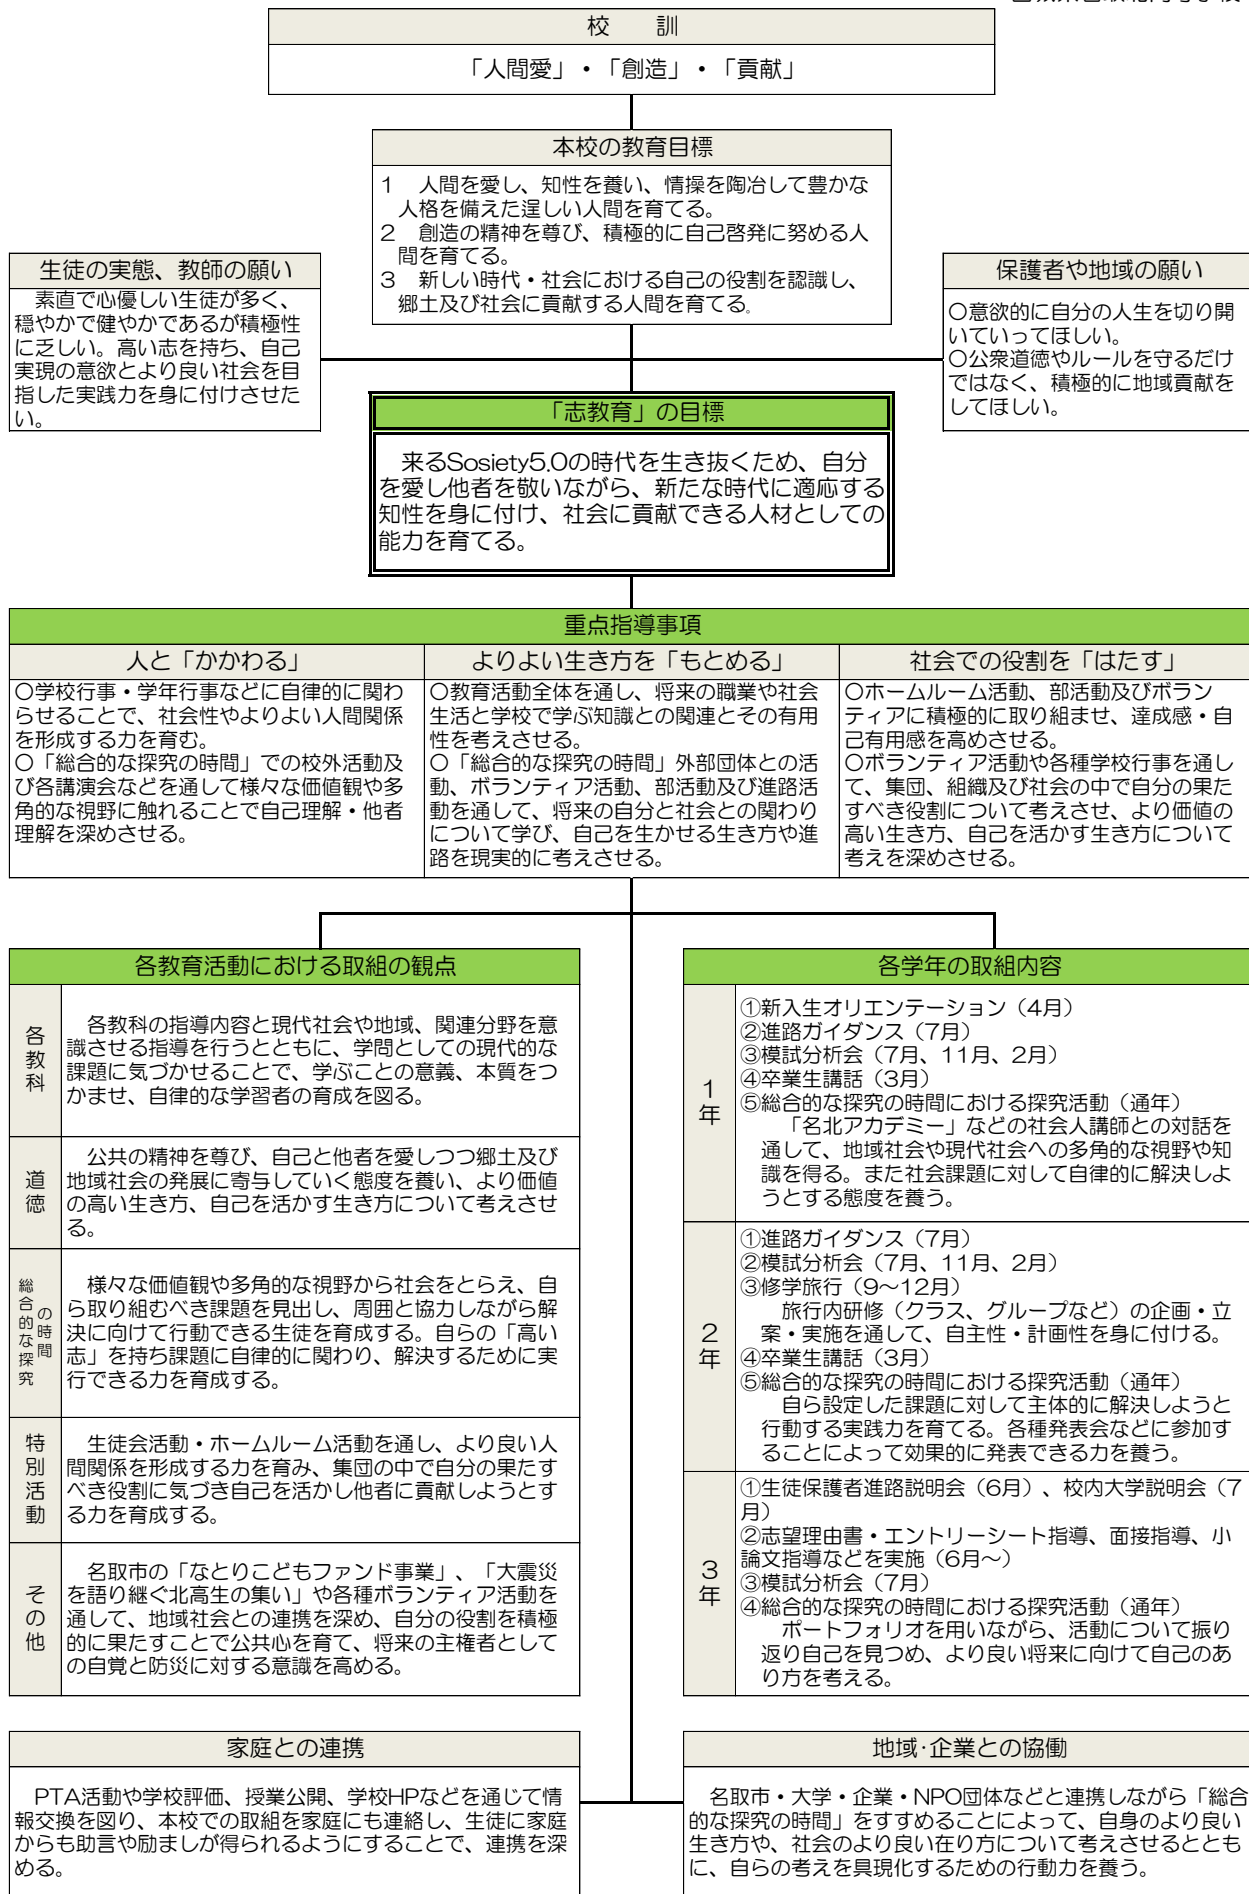 校　　訓
「人間愛」・「創造」・「貢献」
本校の教育目標
１　人間を愛し、知性を養い、情操を陶冶して豊かな
人格を備えた逞しい人間を育てる。
２　創造の精神を尊び、積極的に自己啓発に努める人
間を育てる。
３　新しい時代・社会における自己の役割を認識し、
郷土及び社会に貢献する人間を育てる。
生徒の実態、教師の願い
素直で心優しい生徒が多く、
穏やかで健やかであるが積極性
に乏しい。高い志を持ち、自己
実現の意欲とより良い社会を目
指した実践力を身に付けさせた
い。
保護者や地域の願い
○意欲的に自分の人生を切り開
いていってほしい。
○公衆道徳やルールを守るだけ
ではなく、積極的に地域貢献を
してほしい。
「志教育」の目標
来るSosiety5.0の時代を生き抜くため、自分
を愛し他者を敬いながら、新たな時代に適応する
知性を身に付け、社会に貢献できる人材としての
能力を育てる。
重点指導事項
人と「かかわる」
○学校行事・学年行事などに自律的に関わ
らせることで、社会性やよりよい人間関係
を形成する力を育む。
○「総合的な探究の時間」での校外活動及
び各講演会などを通して様々な価値観や多
角的な視野に触れることで自己理解・他者
理解を深めさせる。
よりよい生き方を「もとめる」
○教育活動全体を通し、将来の職業や社会
生活と学校で学ぶ知識との関連とその有用
性を考えさせる。
○「総合的な探究の時間」外部団体との活
動、ボランティア活動、部活動及び進路活
動を通して、将来の自分と社会との関わり
について学び、自己を生かせる生き方や進
路を現実的に考えさせる。
社会での役割を「はたす」
○ホームルーム活動、部活動及びボラン
ティアに積極的に取り組ませ、達成感・自
己有用感を高めさせる。
○ボランティア活動や各種学校行事を通し
て、集団、組織及び社会の中で自分の果た
すべき役割について考えさせ、より価値の
高い生き方、自己を活かす生き方について
考えを深めさせる。
各教育活動における取組の観点
各教科
各教科の指導内容と現代社会や地域、関連分野を意
識させる指導を行うとともに、学問としての現代的な
課題に気づかせることで、学ぶことの意義、本質をつ
かませ、自律的な学習者の育成を図る。
道徳
公共の精神を尊び、自己と他者を愛しつつ郷土及び
地域社会の発展に寄与していく態度を養い、より価値
の高い生き方、自己を活かす生き方について考えさせ
る。
総合的な探究
の時間
様々な価値観や多角的な視野から社会をとらえ、自
ら取り組むべき課題を見出し、周囲と協力しながら解
決に向けて行動できる生徒を育成する。自らの「高い
志」を持ち課題に自律的に関わり、解決するために実
行できる力を育成する。
特別活動
生徒会活動・ホームルーム活動を通し、より良い人
間関係を形成する力を育み、集団の中で自分の果たす
べき役割に気づき自己を活かし他者に貢献しようとす
る力を育成する。
その他
名取市の「なとりこどもファンド事業」、「大震災
を語り継ぐ北高生の集い」や各種ボランティア活動を
通して、地域社会との連携を深め、自分の役割を積極
的に果たすことで公共心を育て、将来の主権者として
の自覚と防災に対する意識を高める。
各学年の取組内容
１年
①新入生オリエンテーション（4月）
②進路ガイダンス（7月）
③模試分析会（7月、11月、2月）
④卒業生講話（3月）
⑤総合的な探究の時間における探究活動（通年）
「名北アカデミー」などの社会人講師との対話を
通して、地域社会や現代社会への多角的な視野や知
識を得る。また社会課題に対して自律的に解決しよ
うとする態度を養う。
２年
①進路ガイダンス（7月）
②模試分析会（7月、11月、2月）
③修学旅行（9～12月）
旅行内研修（クラス、グループなど）の企画・立
案・実施を通して、自主性・計画性を身に付ける。
④卒業生講話（3月）
⑤総合的な探究の時間における探究活動（通年）
自ら設定した課題に対して主体的に解決しようと
行動する実践力を育てる。各種発表会などに参加す
ることによって効果的に発表できる力を養う。
３年
①生徒保護者進路説明会（6月）、校内大学説明会（7
月）
②志望理由書・エントリーシート指導、面接指導、小
論文指導などを実施（6月～）
③模試分析会（7月）
④総合的な探究の時間における探究活動（通年）
ポートフォリオを用いながら、活動について振り
返り自己を見つめ、より良い将来に向けて自己のあ
り方を考える。
家庭との連携
PTA活動や学校評価、授業公開、学校HPなどを通じて情
報交換を図り、本校での取組を家庭にも連絡し、生徒に家庭
からも助言や励ましが得られるようにすることで、連携を深
める。
地域･企業との協働
名取市・大学・企業・NPO団体などと連携しながら「総合
的な探究の時間」をすすめることによって、自身のより良い
生き方や、社会のより良い在り方について考えさせるととも
に、自らの考えを具現化するための行動力を養う。